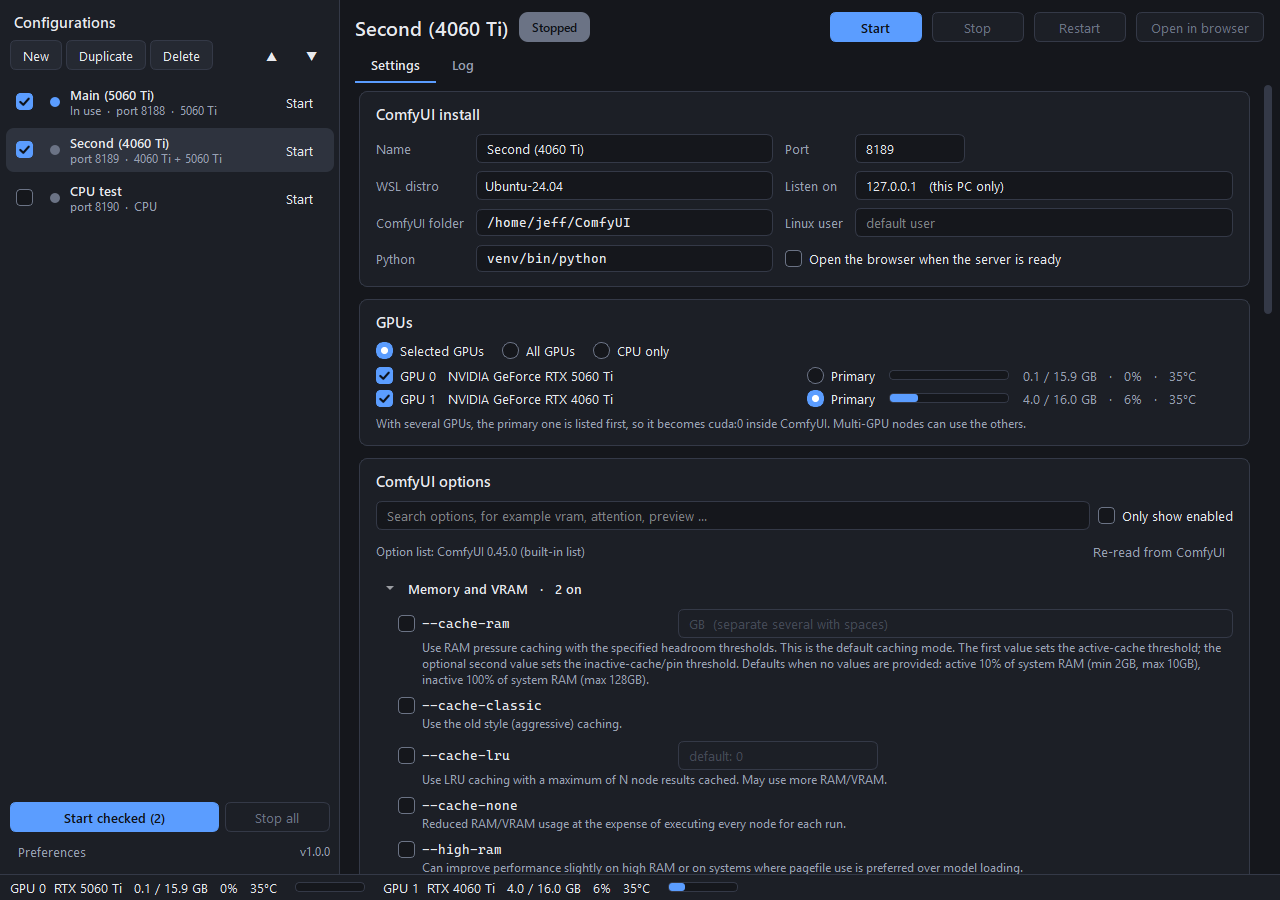 Configurations
New Duplicate Delete ▲ ▼
Main (5060 Ti)
In use · port 8188 · 5060 Ti
Start
Second (4060 Ti)
port 8189 · 4060 Ti + 5060 Ti
Start
CPU test
port 8190 · CPU
Start
Start checked (2) Stop all
Preferences v1.0.0
Second (4060 Ti) Stopped Start Stop Restart Open in browser
Settings Log
ComfyUI install
Name Second (4060 Ti) Port 8189
WSL distro Ubuntu-24.04 Listen on 127.0.0.1 (this PC only)
ComfyUI folder /home/jeff/ComfyUI Linux user default user
Python venv/bin/python Open the browser when the server is ready
GPUs
Selected GPUs All GPUs CPU only
GPU 0 NVIDIA GeForce RTX 5060 Ti Primary 0.1 / 15.9 GB · 0% · 35°C
GPU 1 NVIDIA GeForce RTX 4060 Ti Primary 4.0 / 16.0 GB · 6% · 35°C
With several GPUs, the primary one is listed first, so it becomes cuda:0 inside ComfyUI. Multi-GPU nodes can use the others.
ComfyUI options
Search options, for example vram, attention, preview ... Only show enabled
Option list: ComfyUI 0.45.0 (built-in list) Re-read from ComfyUI
Memory and VRAM · 2 on
--cache-ram GB (separate several with spaces)
Use RAM pressure caching with the specified headroom thresholds. This is the default caching mode. The first value sets the active-cache threshold; the
optional second value sets the inactive-cache/pin threshold. Defaults when no values are provided: active 10% of system RAM (min 2GB, max 10GB),
inactive 100% of system RAM (max 128GB).
--cache-classic
Use the old style (aggressive) caching.
--cache-lru default: 0
Use LRU caching with a maximum of N node results cached. May use more RAM/VRAM.
--cache-none
Reduced RAM/VRAM usage at the expense of executing every node for each run.
--high-ram
Can improve performance slightly on high RAM or on systems where pagefile use is preferred over model loading.
GPU 0 RTX 5060 Ti 0.1 / 15.9 GB 0% 35°C GPU 1 RTX 4060 Ti 4.0 / 16.0 GB 6% 35°C